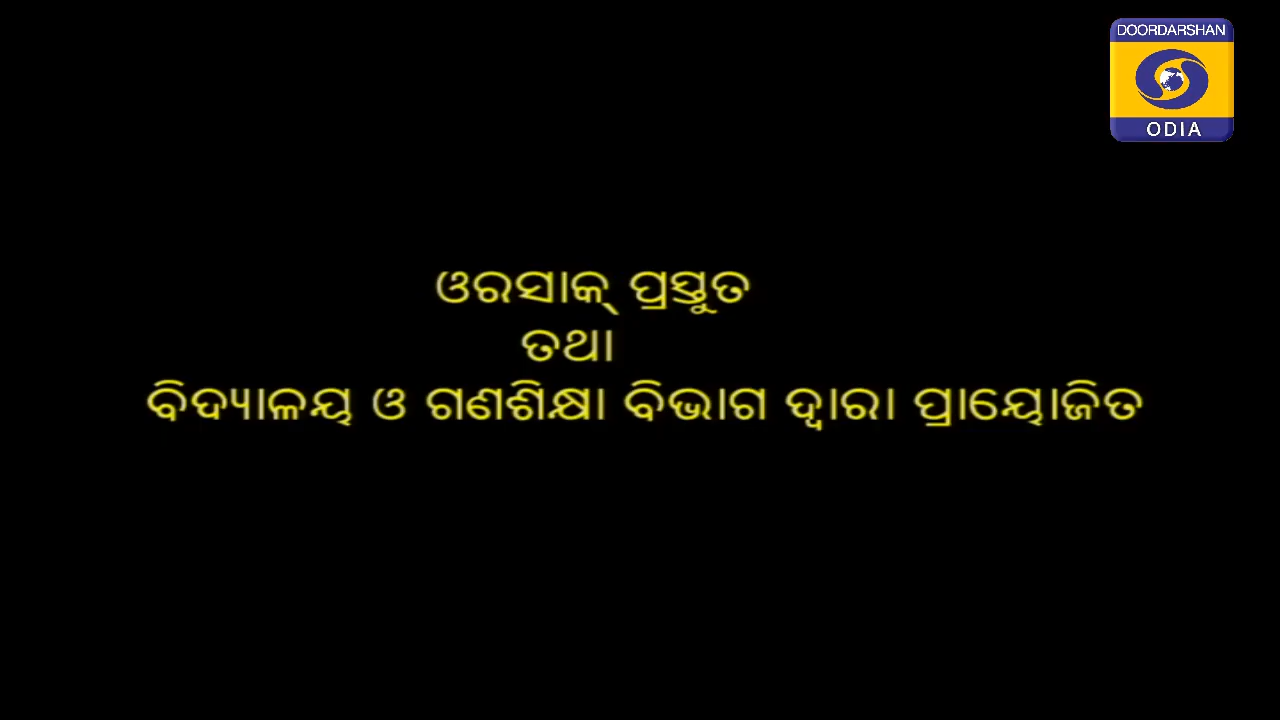 DOORDARSHAN
ODIA
ଓରସାକ୍ ପ୍ରସ୍ତୁତ
ତଥା
ବିଦ୍ୟାଳୟ ଓ ଗଣଶିକ୍ଷା ବିଭାଗ ଦ୍ୱାରା ପ୍ରାୟୋଜିତ